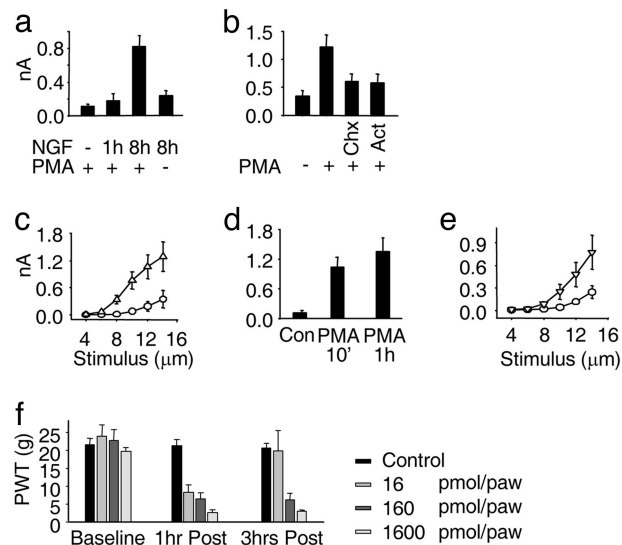 a
nA
0.8
0.4
0.0
NGF - 1h 8h 8h
PMA + + + -
b
1.5
1.0
0.5
0.0
Chx
Act
PMA - + + +
c
nA
1.8
1.2
0.6
0.0
4 8 12 16
Stimulus (μm)
d
1.8
1.2
0.6
0.0
Con PMA PMA
10' 1h
e
0.9
0.6
0.3
0.0
4 8 12 16
Stimulus (μm)
f
PWT (g)
25
20
15
10
5
0
Baseline 1hr Post 3hrs Post
Control
16 pmol/paw
160 pmol/paw
1600 pmol/paw